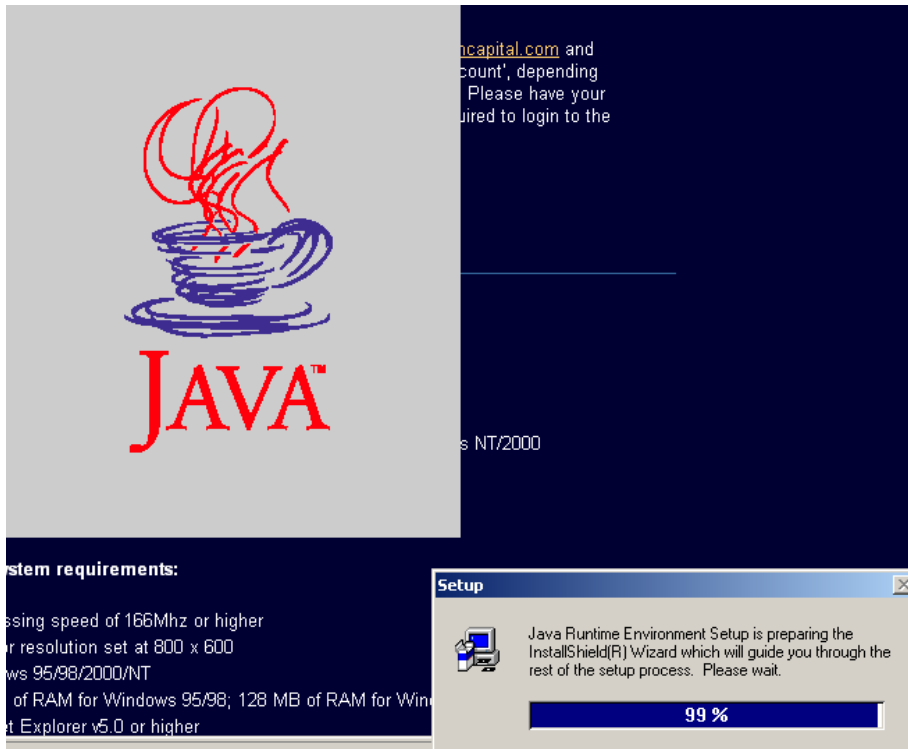 ncapital.com and
count', depending
Please have your
uired to login to the
JAVA™
s NT/2000
ystem requirements:
ssing speed of 166Mhz or higher
or resolution set at 800 x 600
ws 95/98/2000/NT
of RAM for Windows 95/98; 128 MB of RAM for Win
et Explorer v5.0 or higher
Setup
Java Runtime Environment Setup is preparing the
InstallShield(R) Wizard which will guide you through the
rest of the setup process. Please wait.
99 %